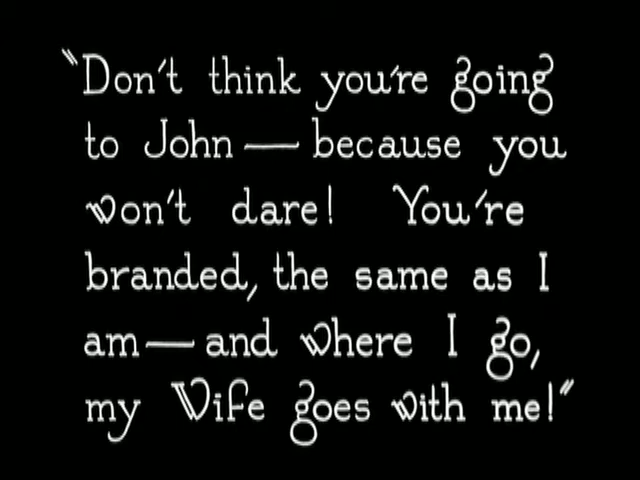 "Don't think you're going
to John — because you
won't dare! You're
branded, the same as I
am — and where I go,
my Wife goes with me!"